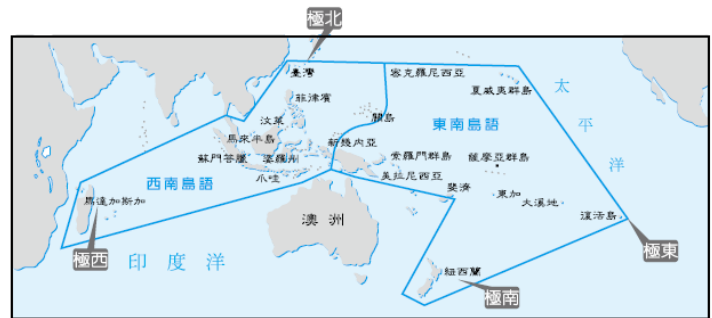 極北
臺灣
密克羅尼西亞
夏威夷群島
太平洋
菲律賓
關島
汶萊
東南島語
馬來半島
新幾內亞
蘇門答臘
婆羅洲
索羅門群島
薩摩亞群島
爪哇
美拉尼西亞
西南島語
斐濟
東加
大溪地
馬達加斯加
復活島
澳洲
極東
極西
印度洋
紐西蘭
極南